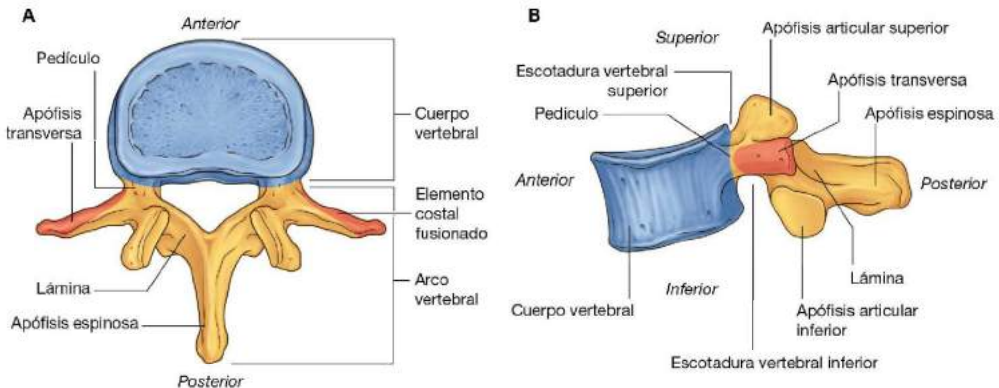 A
Anterior
Pedículo
Apófisis
transversa
Cuerpo
vertebral
Elemento
costal
fusionado
Lámina
Arco
vertebral
Apófisis espinosa
Posterior
B
Superior
Apófisis articular superior
Escotadura vertebral
superior
Apófisis transversa
Pediculo
Apófisis espinosa
Anterior
Posterior
Lámina
Inferior
Cuerpo vertebral
Apófisis articular
inferior
Escotadura vertebral inferior